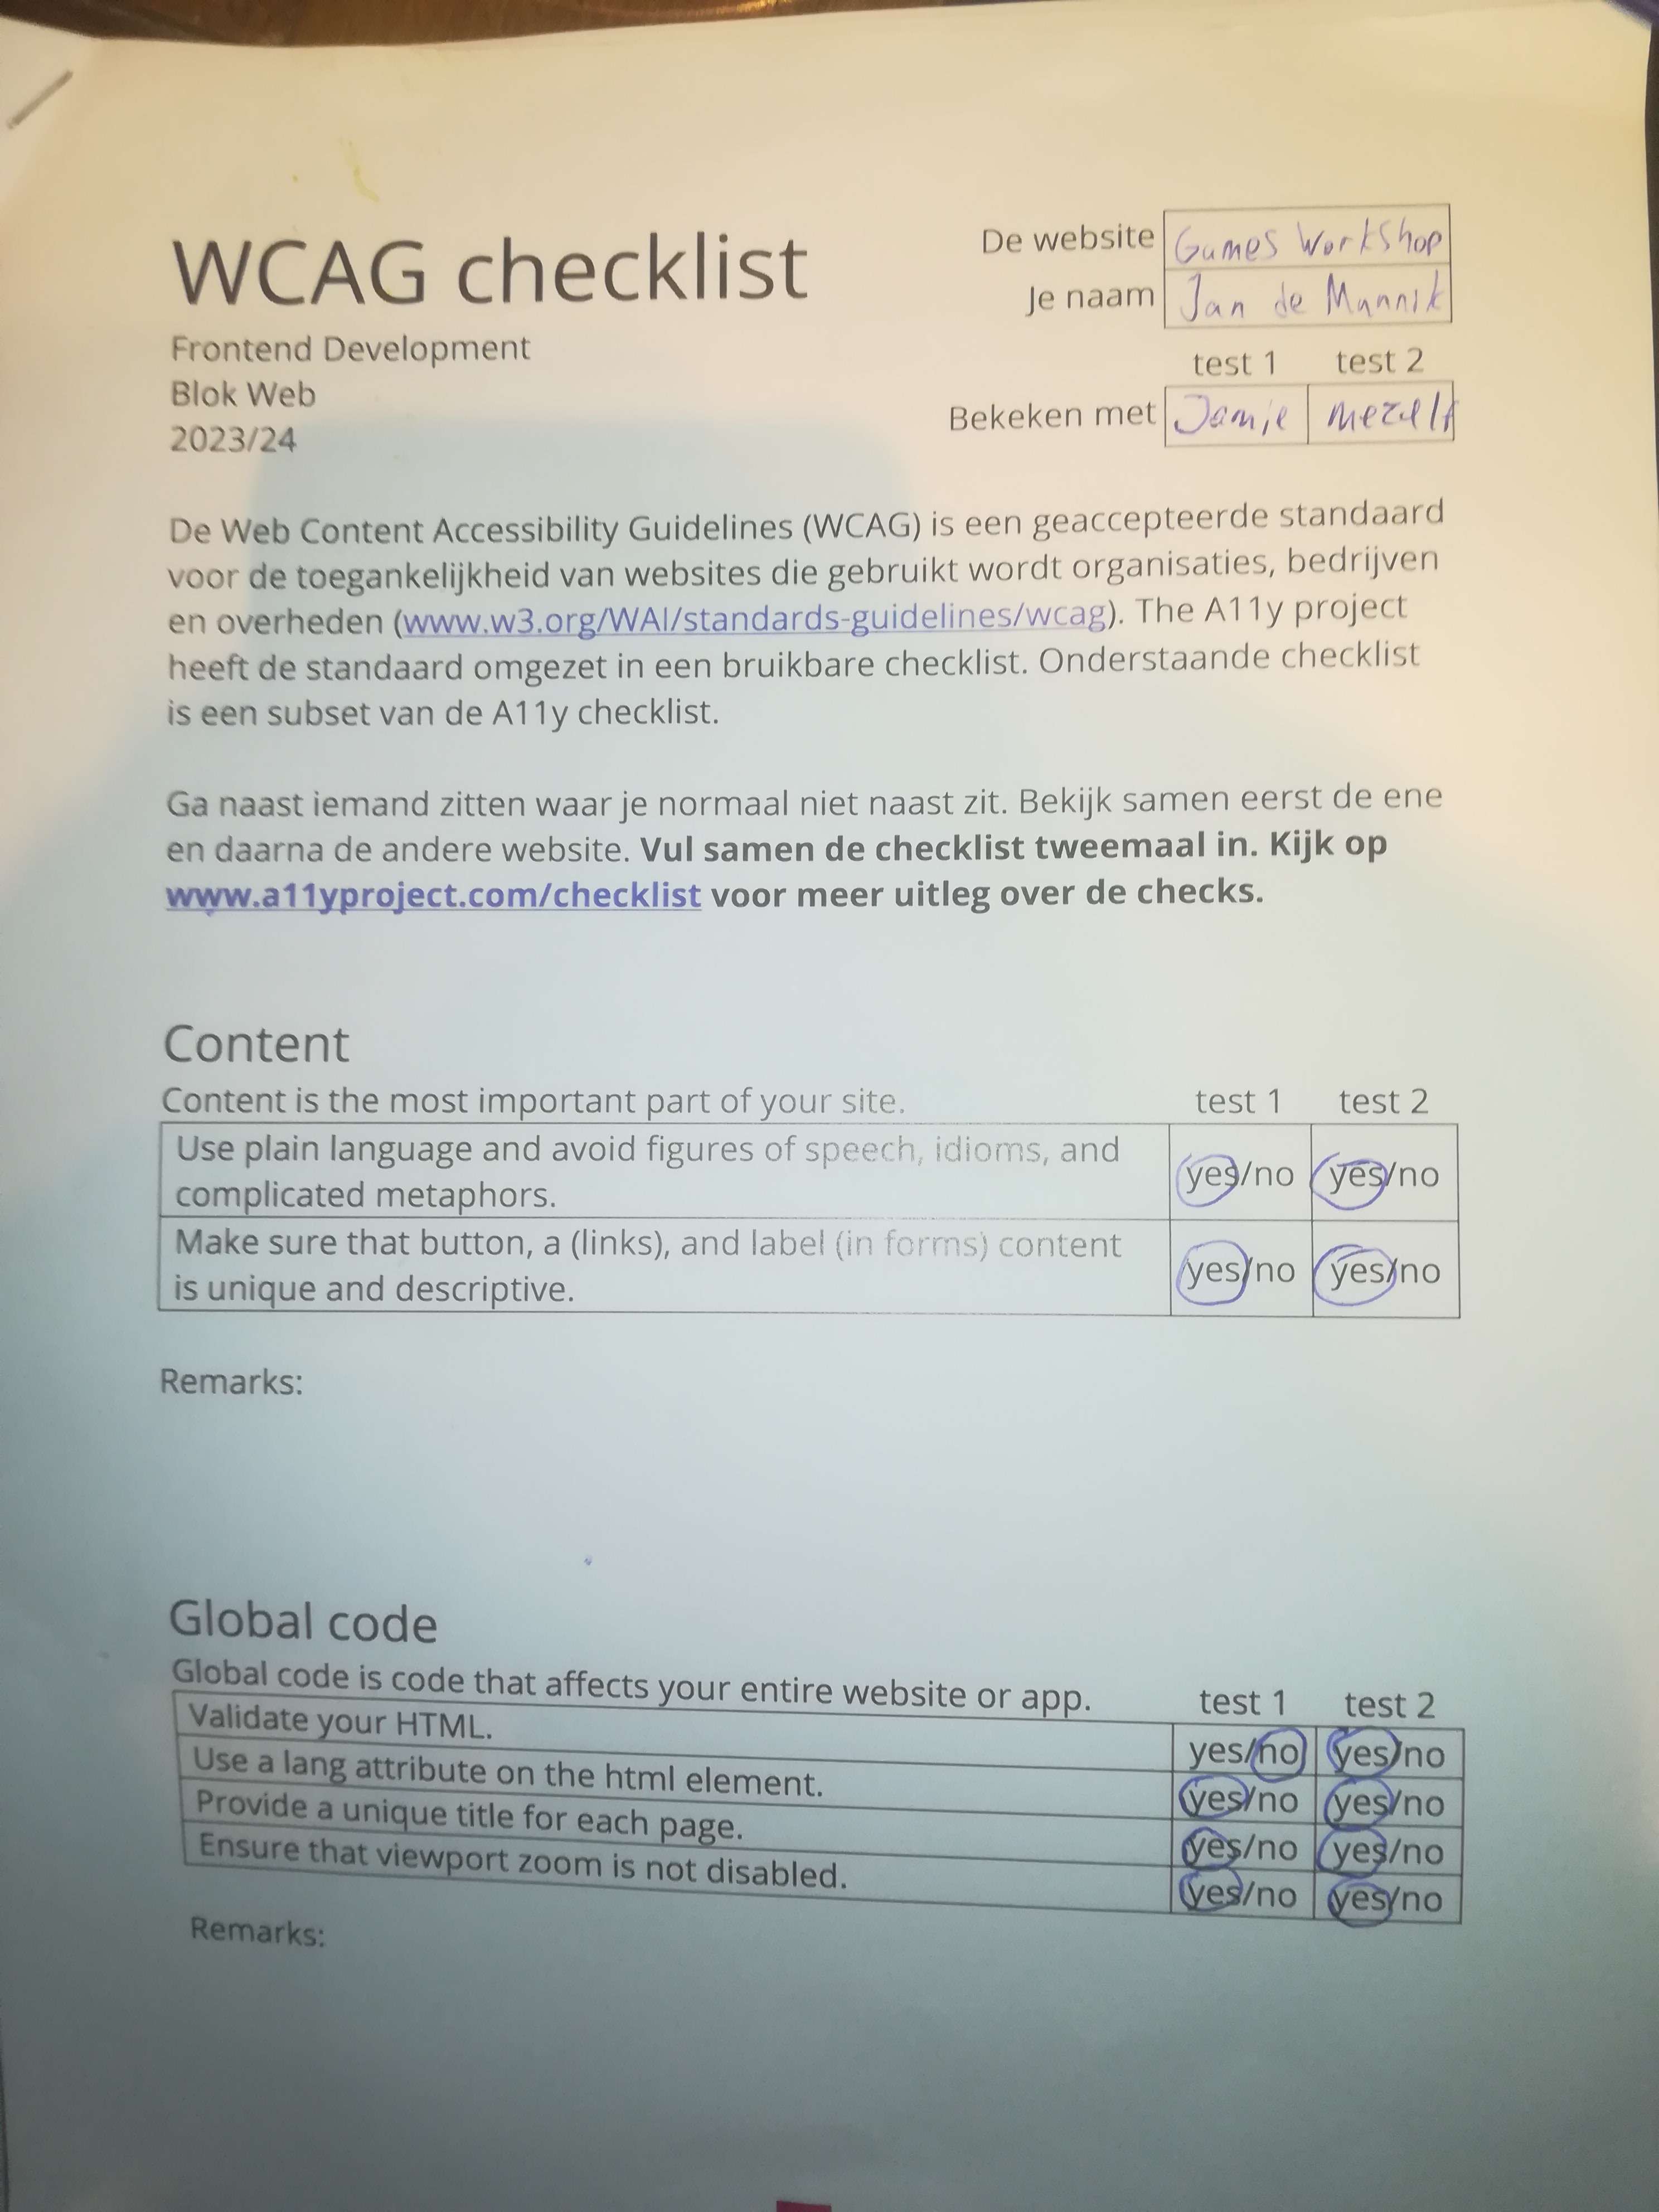 WCAG checklist
Frontend Development
Blok Web
2023/24
De website Games Workshop
Je naam Jan de Mannik
test 1 test 2
Bekeken met Jamie mezelf
De Web Content Accessibility Guidelines (WCAG) is een geaccepteerde standaard
voor de toegankelijkheid van websites die gebruikt wordt organisaties, bedrijven
en overheden (www.w3.org/WAI/standards-guidelines/wcag). The A11y project
heeft de standaard omgezet in een bruikbare checklist. Onderstaande checklist
is een subset van de A11y checklist.
Ga naast iemand zitten waar je normaal niet naast zit. Bekijk samen eerst de ene
en daarna de andere website. Vul samen de checklist tweemaal in. Kijk op
www.a11yproject.com/checklist voor meer uitleg over de checks.
Content
Content is the most important part of your site. test 1 test 2
Use plain language and avoid figures of speech, idioms, and
complicated metaphors. yes/no yes/no
Make sure that button, a (links), and label (in forms) content
is unique and descriptive. yes/no yes/no
Remarks:
Global code
Global code is code that affects your entire website or app. test 1 test 2
Validate your HTML. yes/no yes/no
Use a lang attribute on the html element. yes/no yes/no
Provide a unique title for each page. yes/no yes/no
Ensure that viewport zoom is not disabled. yes/no yes/no
Remarks: